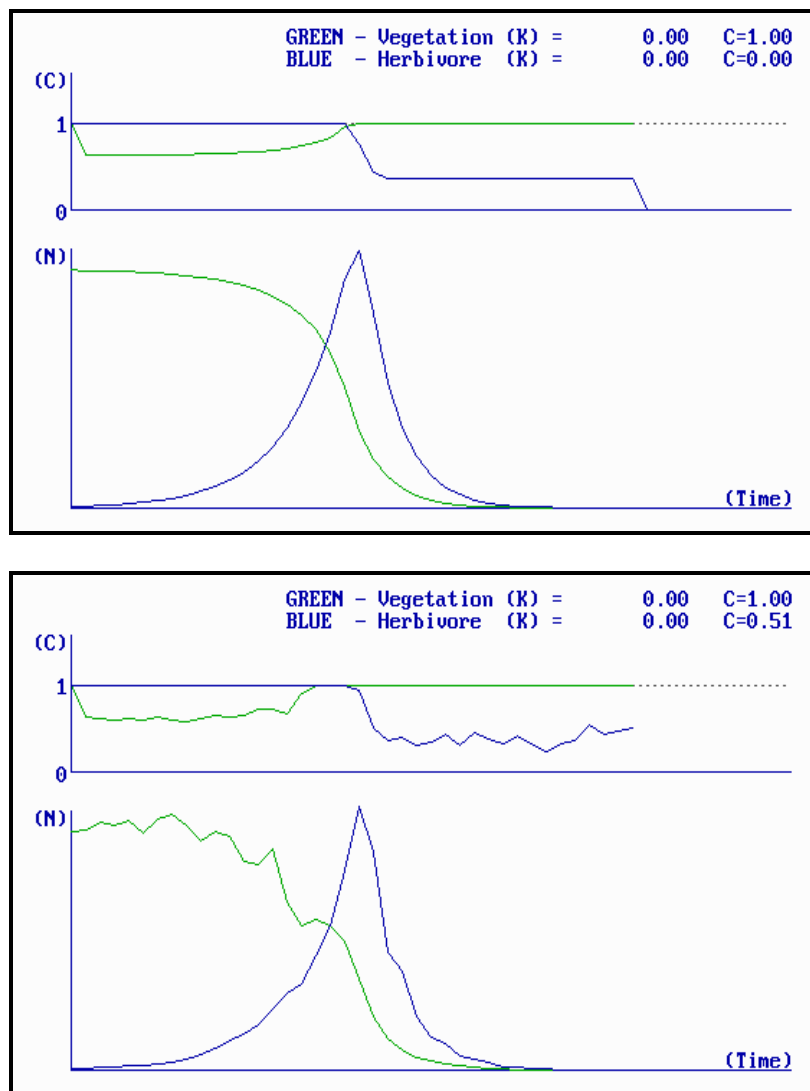 GREEN - Vegetation (K) = 0.00 C=1.00
BLUE - Herbivore (K) = 0.00 C=0.00
(C)
1
0
(N)
(Time)
GREEN - Vegetation (K) = 0.00 C=1.00
BLUE - Herbivore (K) = 0.00 C=0.51
(C)
1
0
(N)
(Time)